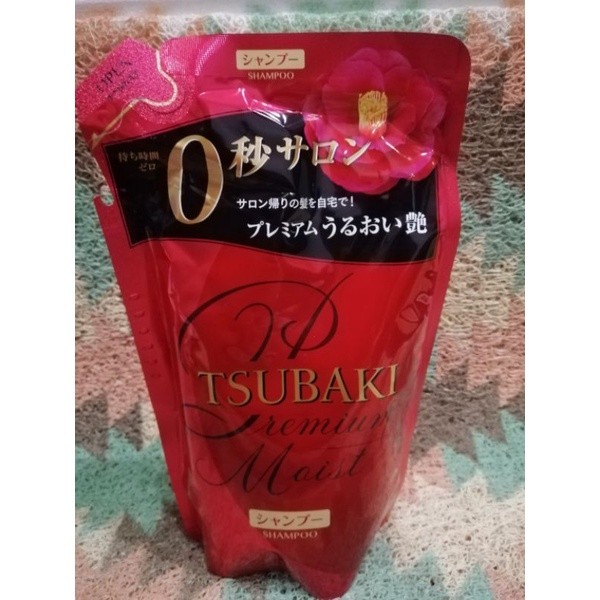 シャンプー
SHAMPOO
OPEN
待ち時間
ゼロ
0秒サロン
サロン帰りの髪を自宅で!
プレミアムうるおい艶
TSUBAKI
Premium
Moist
シャンプー
SHAMPOO